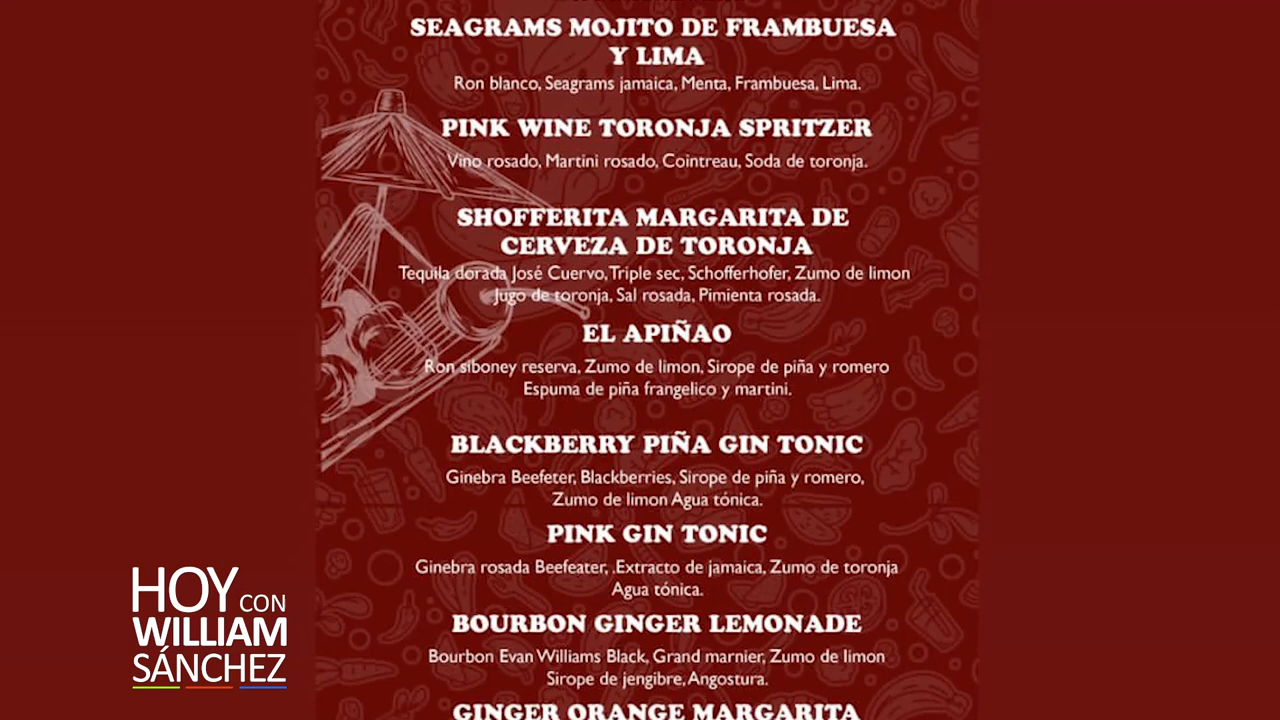 SEAGRAMS MOJITO DE FRAMBUESA
Y LIMA
Ron blanco, Seagrams jamaica, Menta, Frambuesa, Lima.
PINK WINE TORONJA SPRITZER
Vino rosado, Martini rosado, Cointreau, Soda de toronja.
SHOFFERITA MARGARITA DE
CERVEZA DE TORONJA
Tequila dorada José Cuervo, Triple sec, Schofferhofer, Zumo de limon
Jugo de toronja, Sal rosada, Pimienta rosada.
EL APIÑAO
Ron siboney reserva, Zumo de limon, Sirope de piña y romero
Espuma de piña frangelico y martini.
BLACKBERRY PIÑA GIN TONIC
Ginebra Beefeter, Blackberries, Sirope de piña y romero,
Zumo de limon Agua tónica.
PINK GIN TONIC
Ginebra rosada Beefeater, .Extracto de jamaica, Zumo de toronja
Agua tónica.
BOURBON GINGER LEMONADE
Bourbon Evan Williams Black, Grand marnier, Zumo de limon
Sirope de jengibre, Angostura.
GINGER ORANGE MARGARITA
HOY CON
WILLIAM
SÁNCHEZ